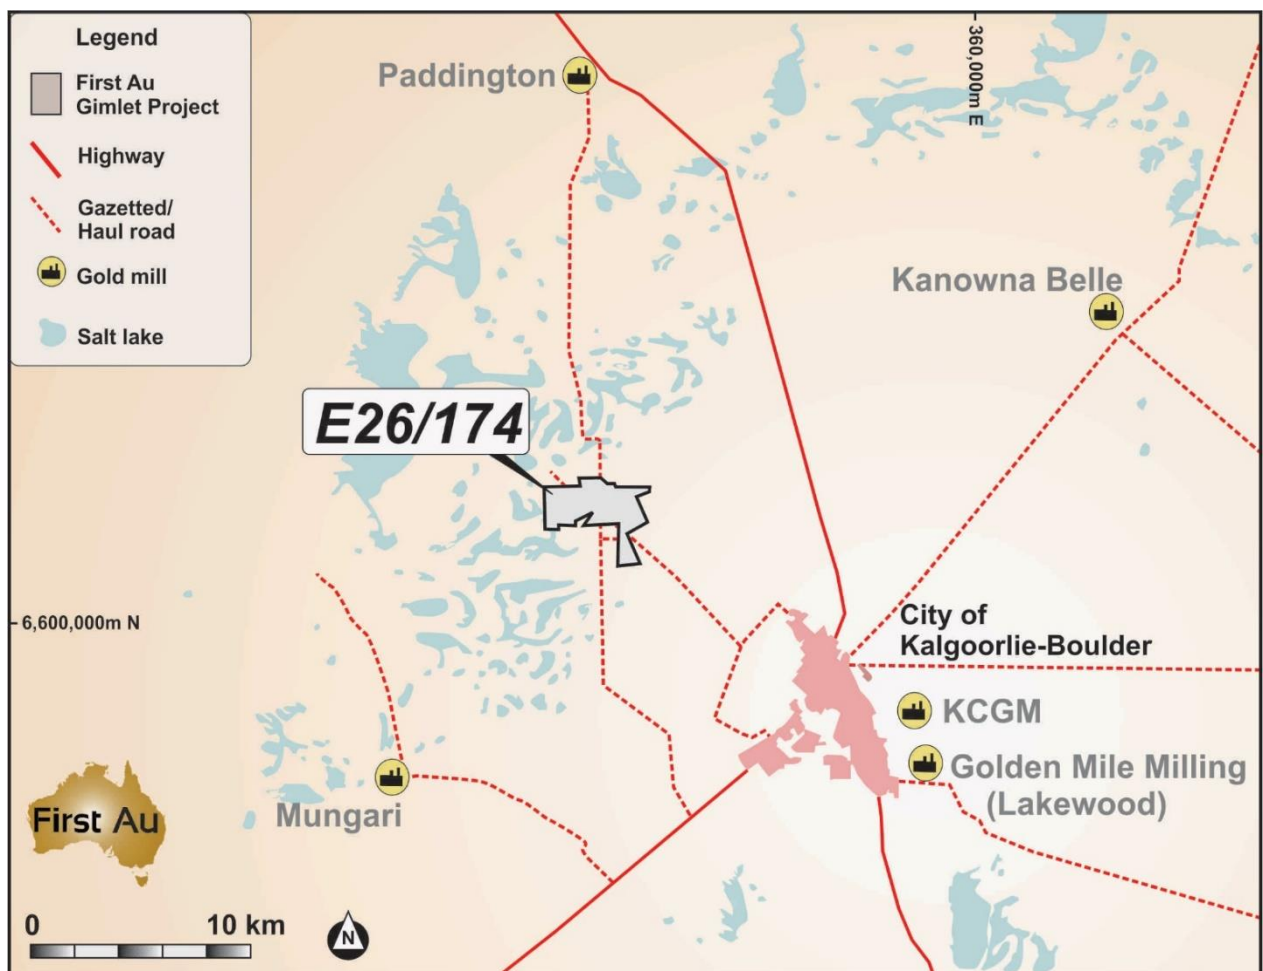 Legend
First Au
Gimlet Project
Highway
Gazetted/
Haul road
Gold mill
Salt lake
Paddington
360,000m E
Kanowna Belle
E26/174
6,600,000m N
City of
Kalgoorlie-Boulder
KCGM
Golden Mile Milling
(Lakewood)
Mungari
First Au
0 10 km
N